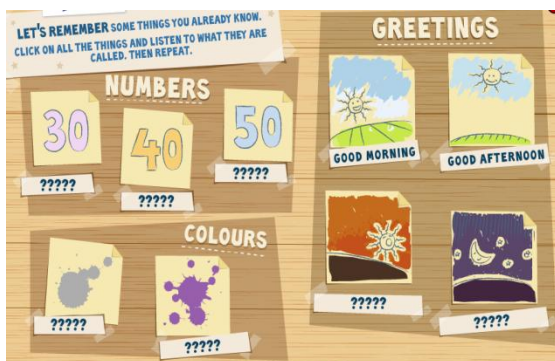 LET'S REMEMBER SOME THINGS YOU ALREADY KNOW.
CLICK ON ALL THE THINGS AND LISTEN TO WHAT THEY ARE
CALLED. THEN REPEAT.
NUMBERS
30
40
50
?????
?????
?????
COLOURS
?????
?????
GREETINGS
GOOD MORNING
GOOD AFTERNOON
?????
?????